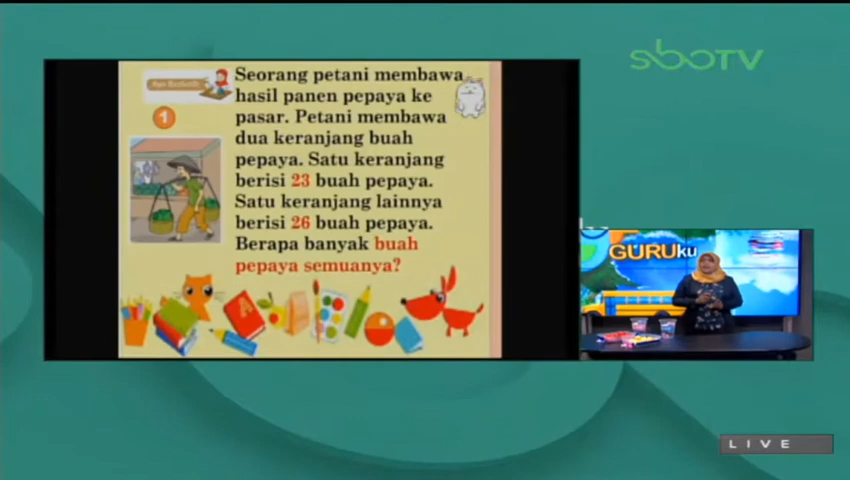 sboTV
Seorang petani membawa
hasil panen pepaya ke
pasar. Petani membawa
dua keranjang buah
pepaya. Satu keranjang
berisi 23 buah pepaya.
Satu keranjang lainnya
berisi 26 buah pepaya.
Berapa banyak buah
pepaya semuanya?
1
A
GURUku
LIVE